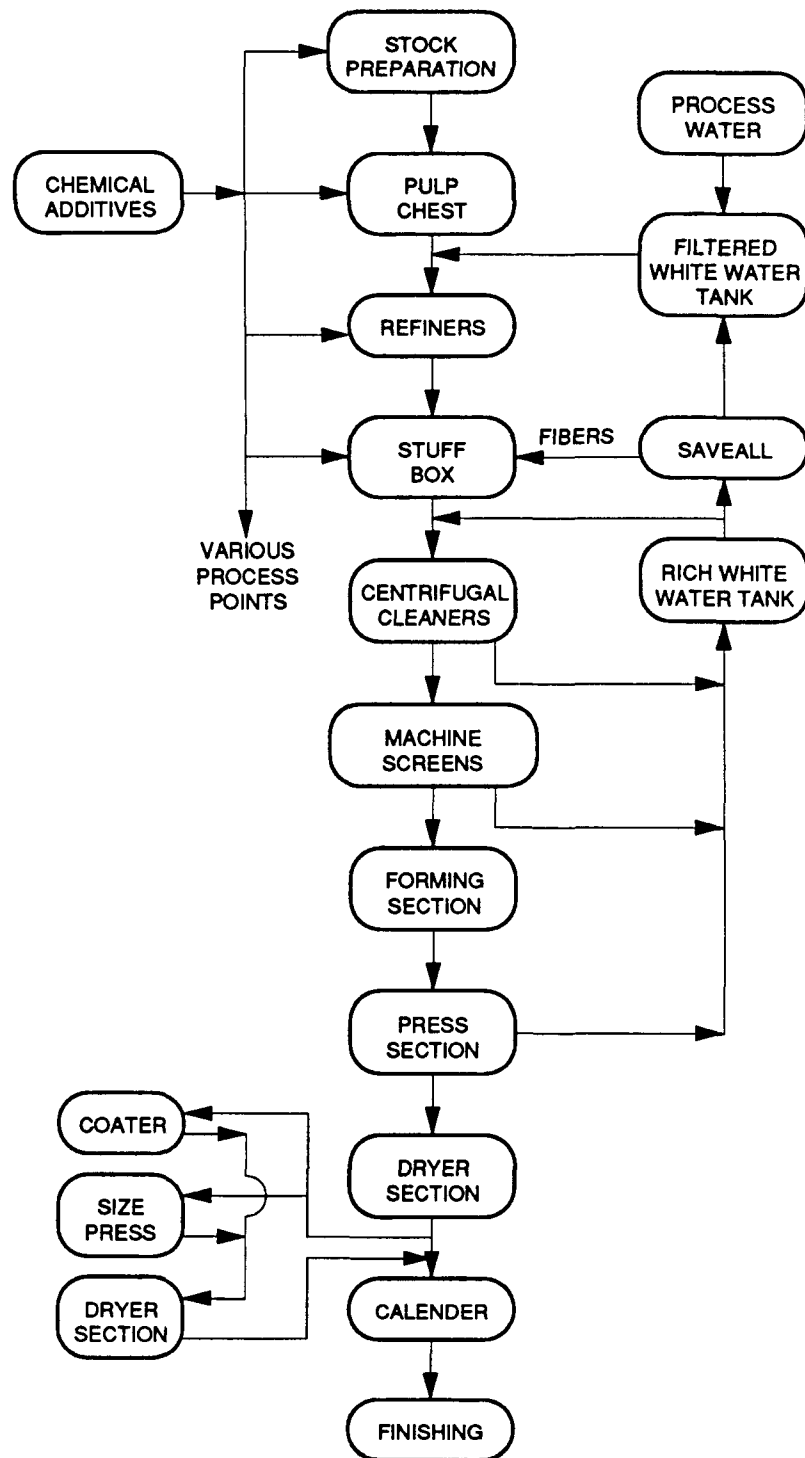 STOCK
PREPARATION
PROCESS
WATER
CHEMICAL
ADDITIVES
PULP
CHEST
FILTERED
WHITE WATER
TANK
REFINERS
STUFF
BOX
FIBERS
SAVEALL
VARIOUS
PROCESS
POINTS
CENTRIFUGAL
CLEANERS
RICH WHITE
WATER TANK
MACHINE
SCREENS
FORMING
SECTION
PRESS
SECTION
COATER
DRYER
SECTION
SIZE
PRESS
DRYER
SECTION
CALENDER
FINISHING